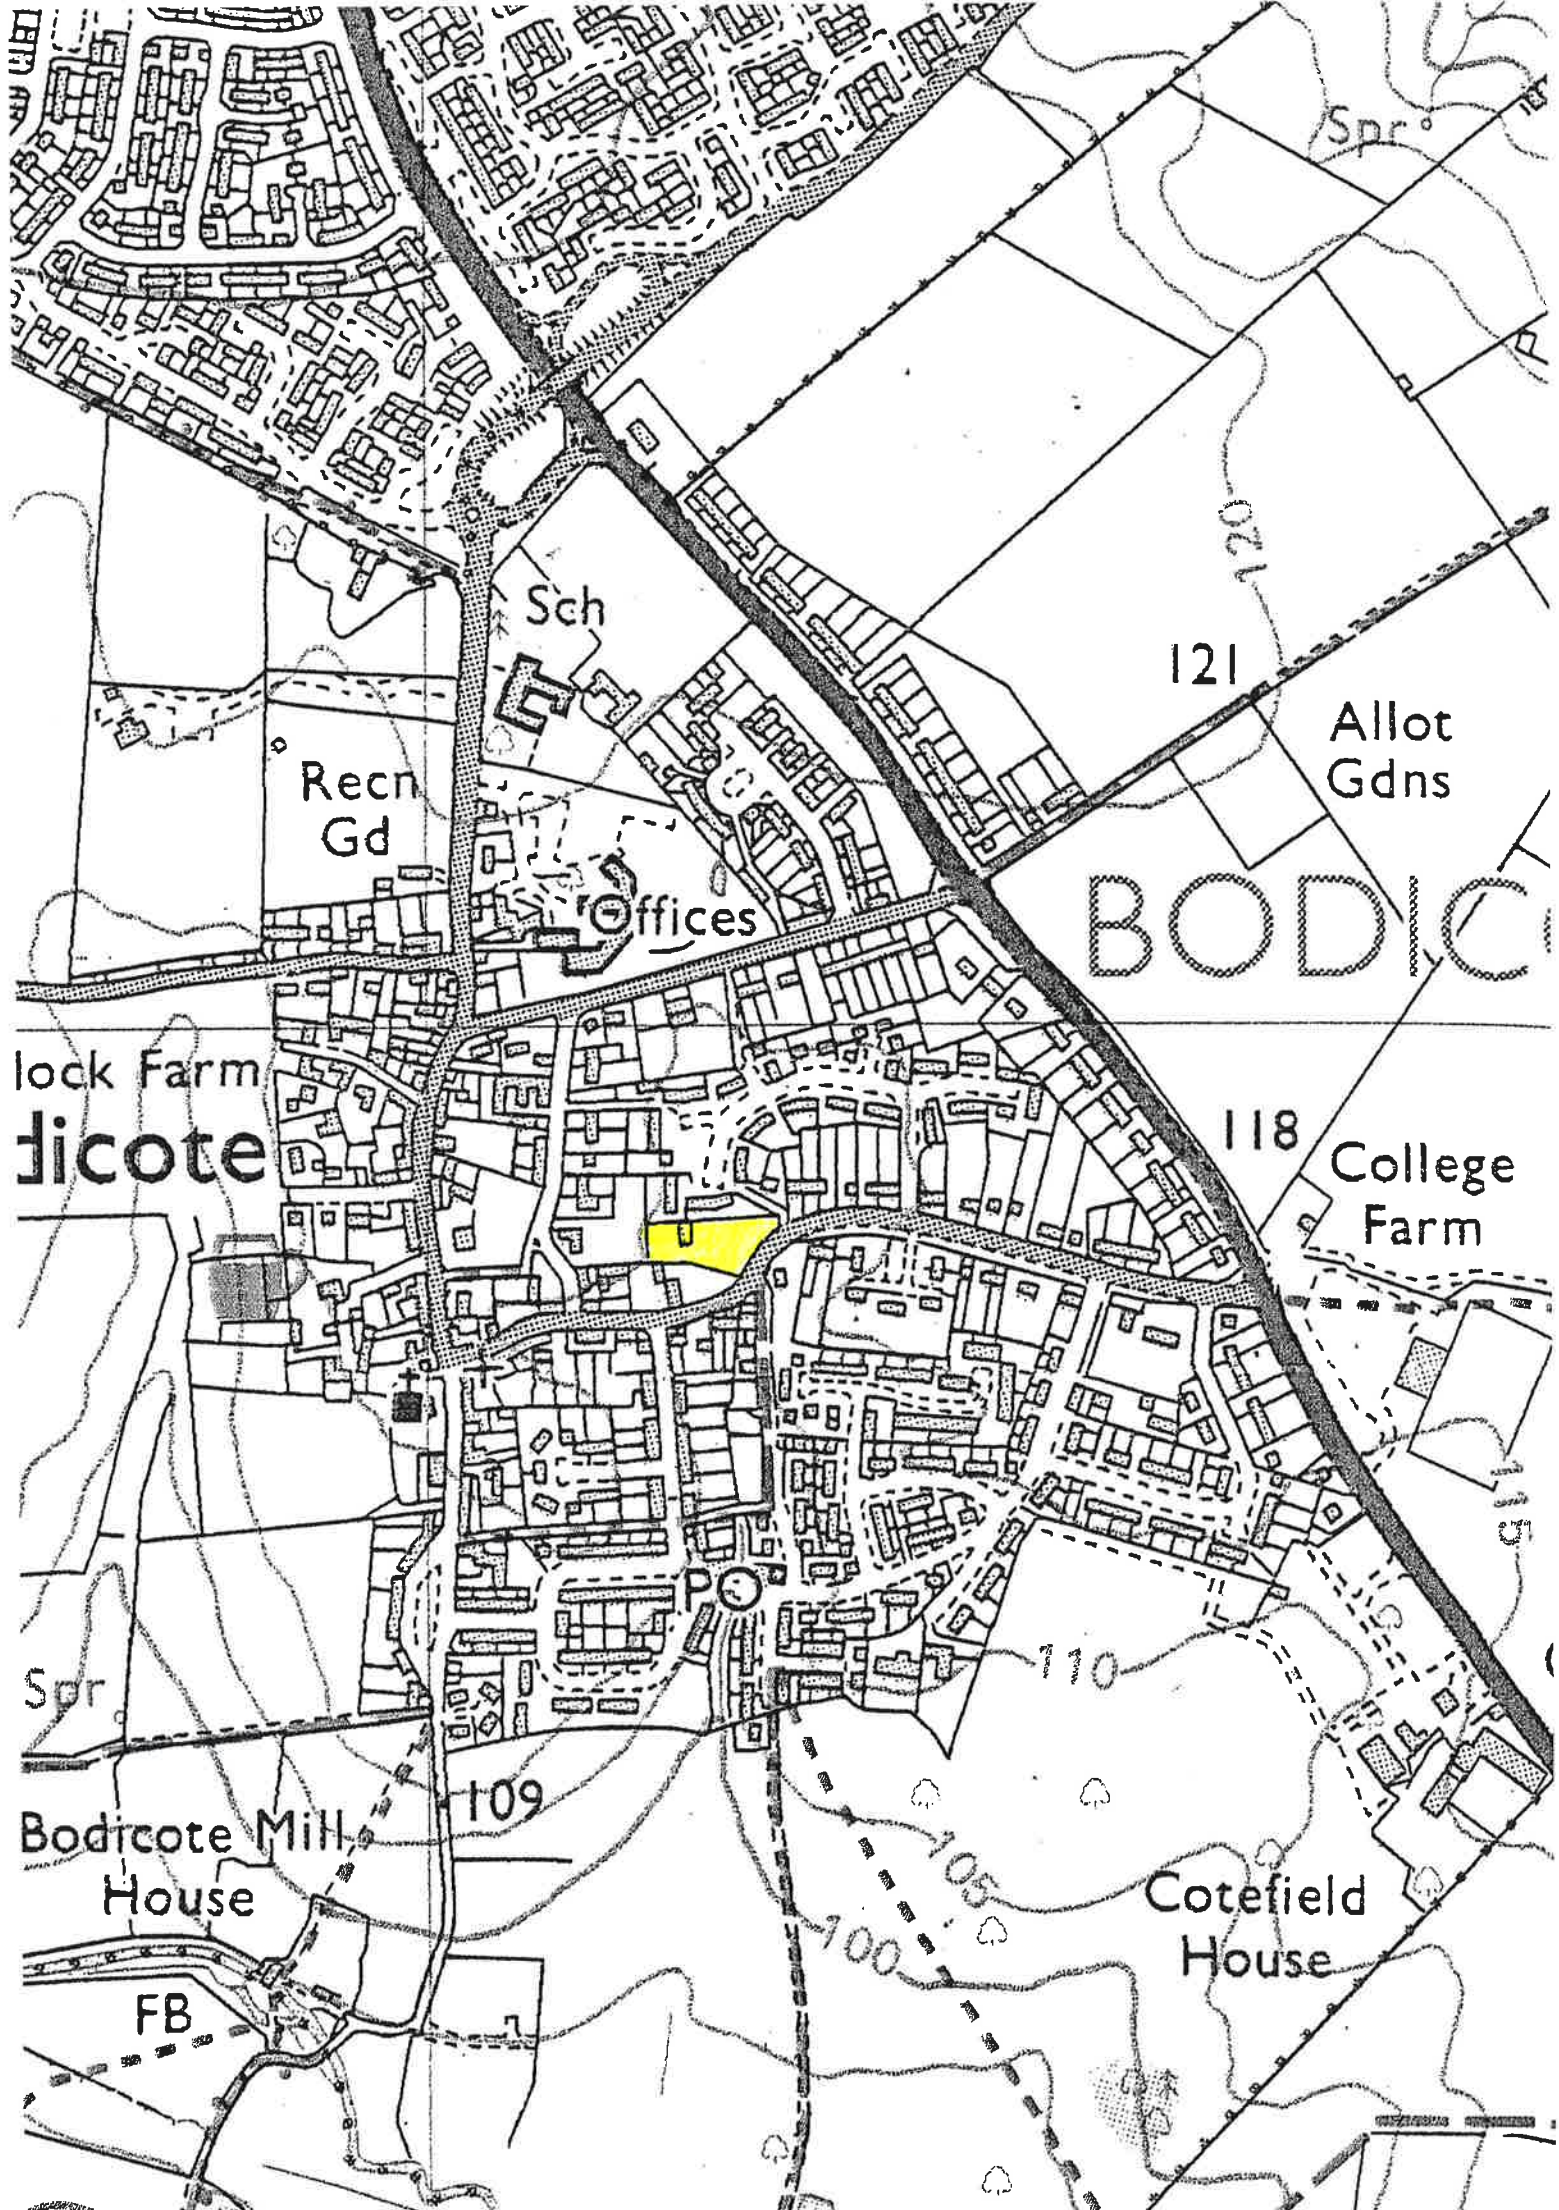 Spr
120
Sch
121
Allot
Gdns
Recn
Gd
Offices
BODIC
lock Farm
dicote
118
College
Farm
115
PO
110
Spr
109
Bodicote Mill
House
105
Cotefield
House
100
FB